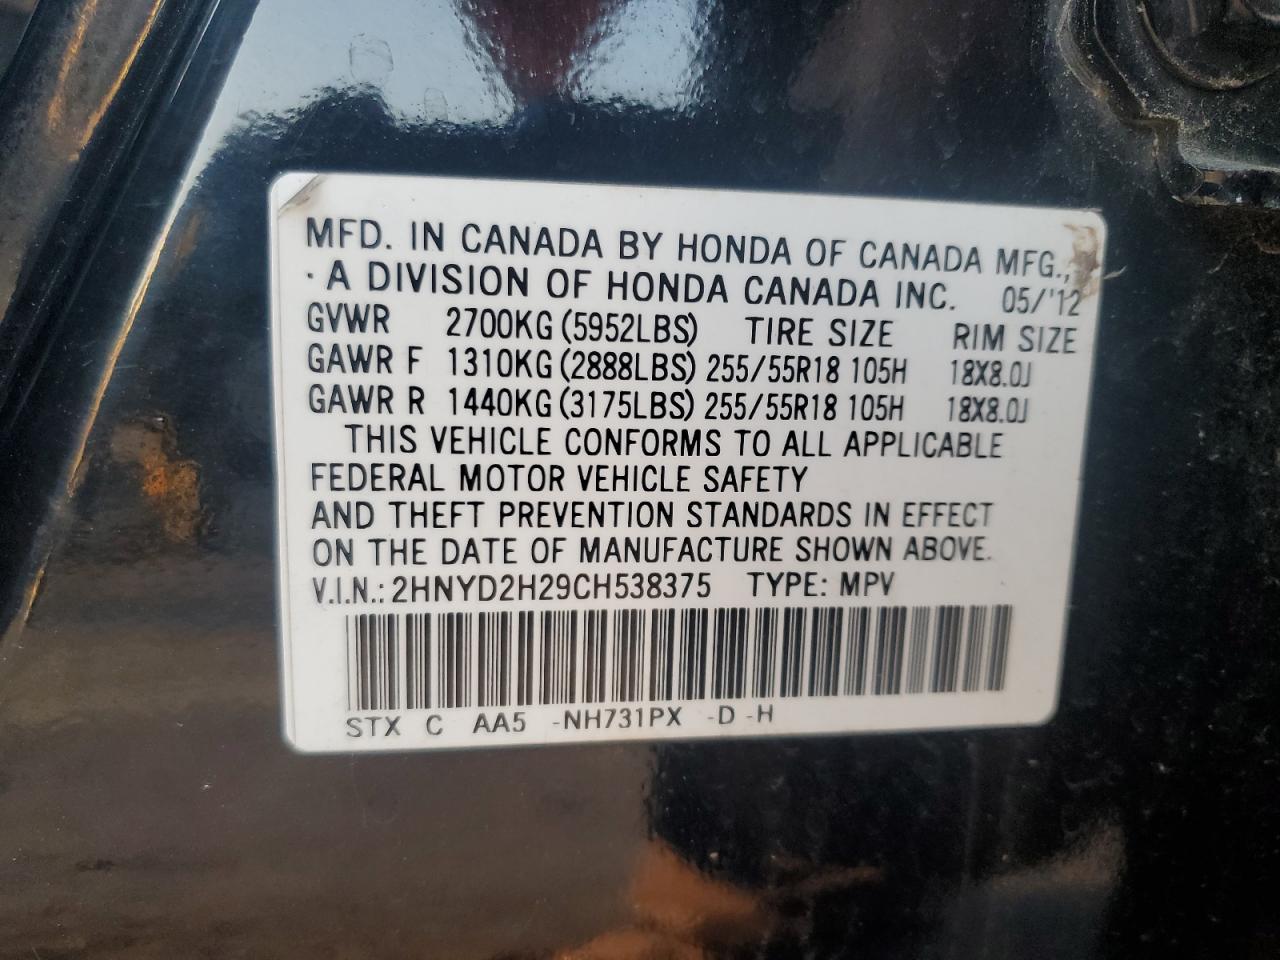 MFD. IN CANADA BY HONDA OF CANADA MFG.,
· A DIVISION OF HONDA CANADA INC. 05/'12
GVWR 2700KG (5952LBS) TIRE SIZE RIM SIZE
GAWR F 1310KG (2888LBS) 255/55R18 105H 18X8.0J
GAWR R 1440KG (3175LBS) 255/55R18 105H 18X8.0J
THIS VEHICLE CONFORMS TO ALL APPLICABLE
FEDERAL MOTOR VEHICLE SAFETY
AND THEFT PREVENTION STANDARDS IN EFFECT
ON THE DATE OF MANUFACTURE SHOWN ABOVE.
V.I.N.: 2HNYD2H29CH538375 TYPE: MPV
STX C AA5 -NH731PX -D -H